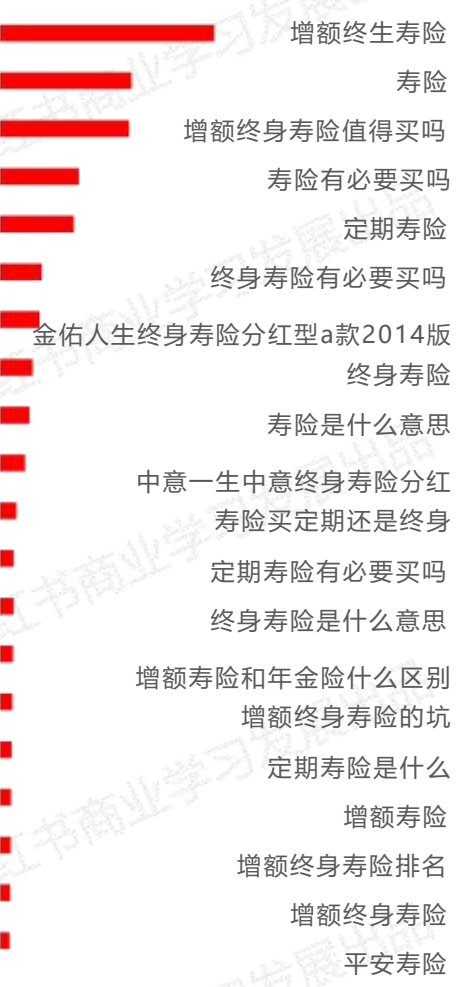 增额终生寿险
寿险
增额终身寿险值得买吗
寿险有必要买吗
定期寿险
终身寿险有必要买吗
金佑人生终身寿险分红型a款2014版
终身寿险
寿险是什么意思
中意一生中意终身寿险分红
寿险买定期还是终身
定期寿险有必要买吗
终身寿险是什么意思
增额寿险和年金险什么区别
增额终身寿险的坑
定期寿险是什么
增额寿险
增额终身寿险排名
增额终身寿险
平安寿险